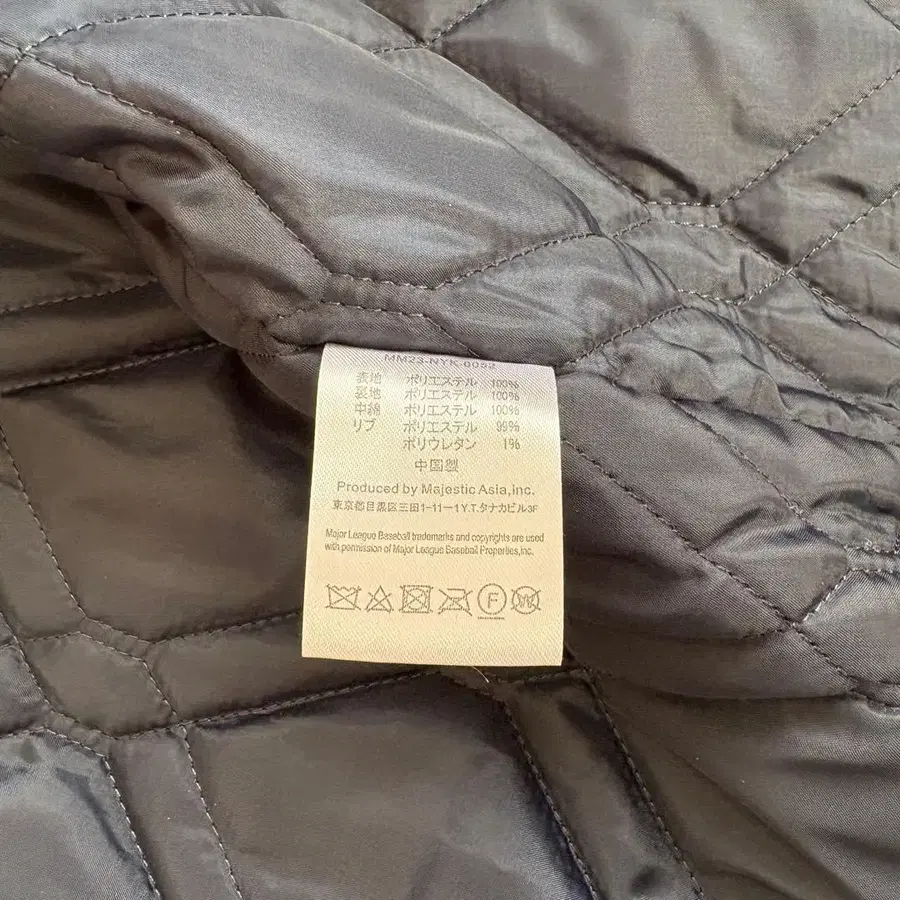 MM23-NYK-0052
表地 ポリエステル 100%
裏地 ポリエステル 100%
中綿 ポリエステル 100%
リブ ポリエステル 99%
ポリウレタン 1%
中国製
Produced by Majestic Asia,inc.
東京都目黒区三田1-11-1Y.T.タナカビル3F
Major League Baseball trademarks and copyrights are used
with permission of Major League Baseball Properties,inc.
F
W